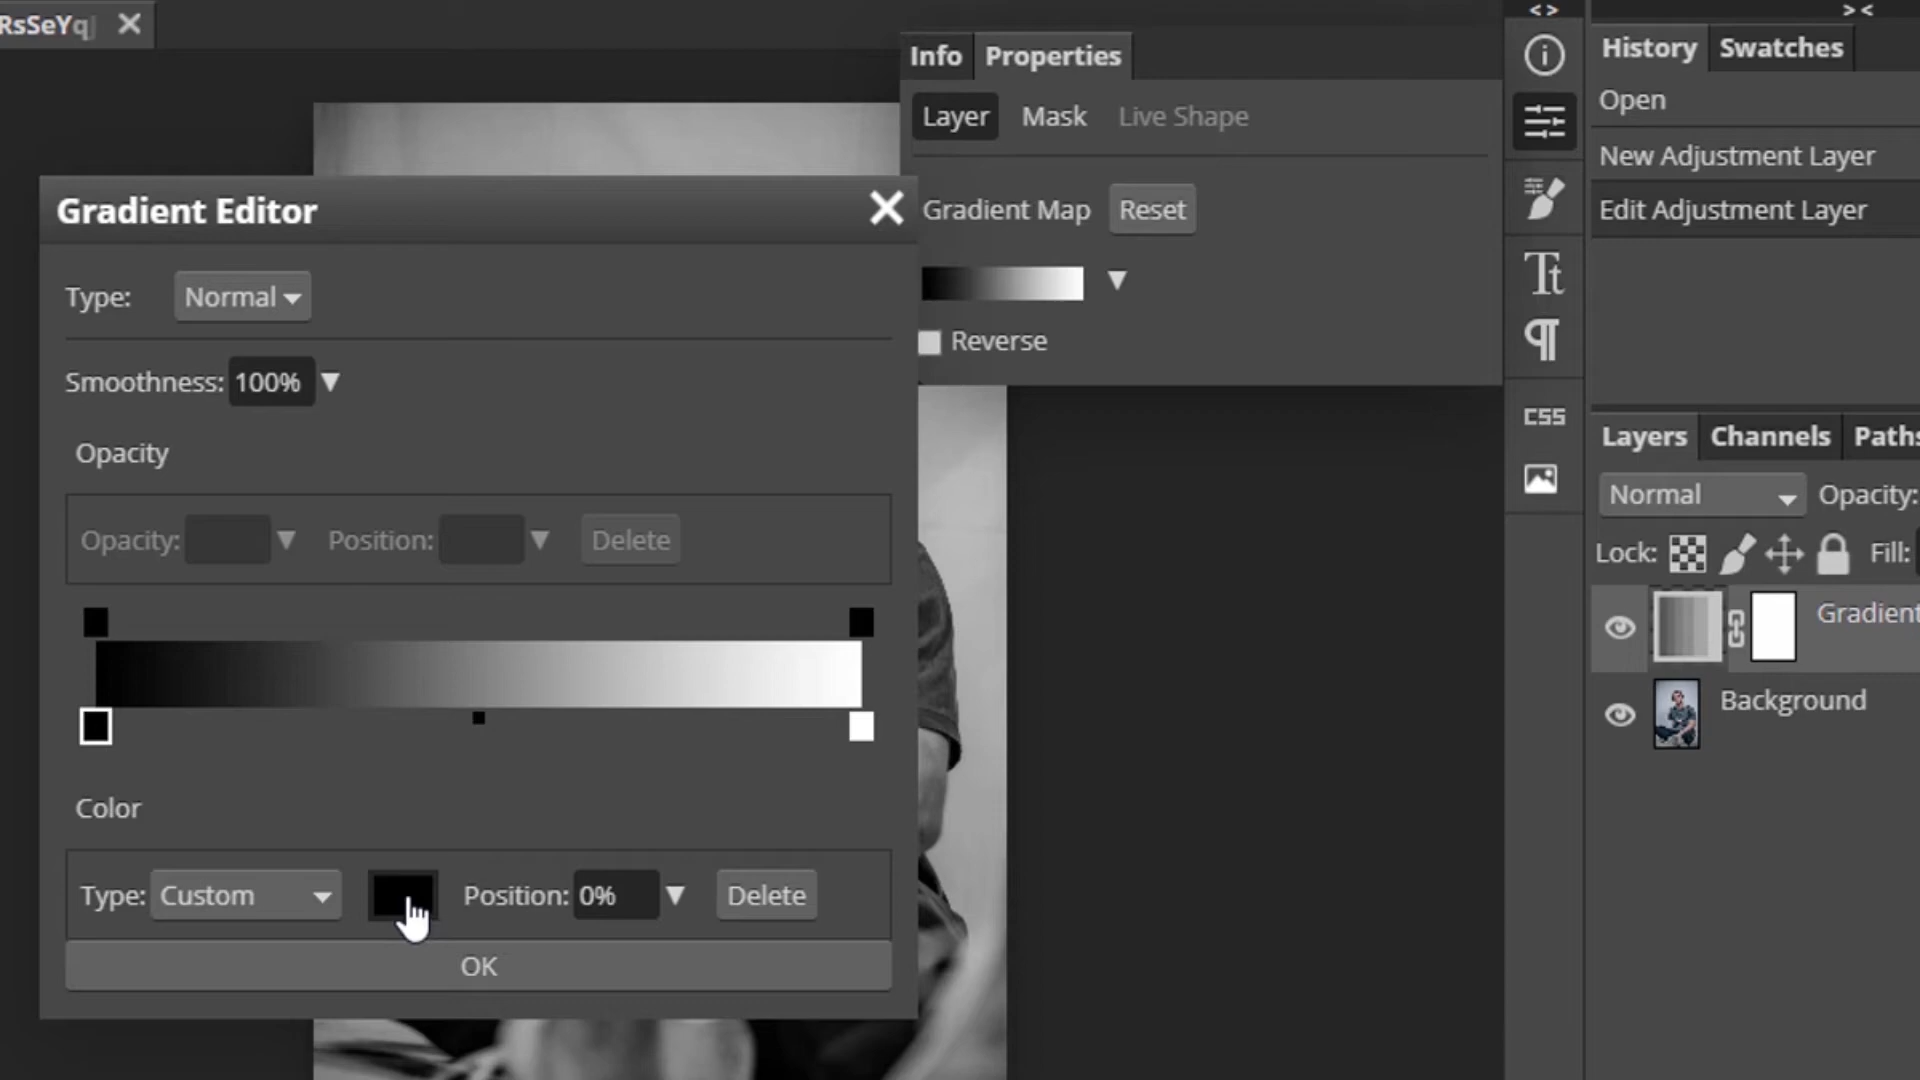 RsSeYqJ
Info Properties
Layer Mask Live Shape
Gradient Map Reset
Reverse
Gradient Editor
Type: Normal
Smoothness: 100%
Opacity
Opacity: Position: Delete
Color
Type: Custom Position: 0% Delete
OK
Tt
¶
CSS
History Swatches
Open
New Adjustment Layer
Edit Adjustment Layer
Layers Channels Paths
Normal Opacity:
Lock: Fill:
Gradient
Background